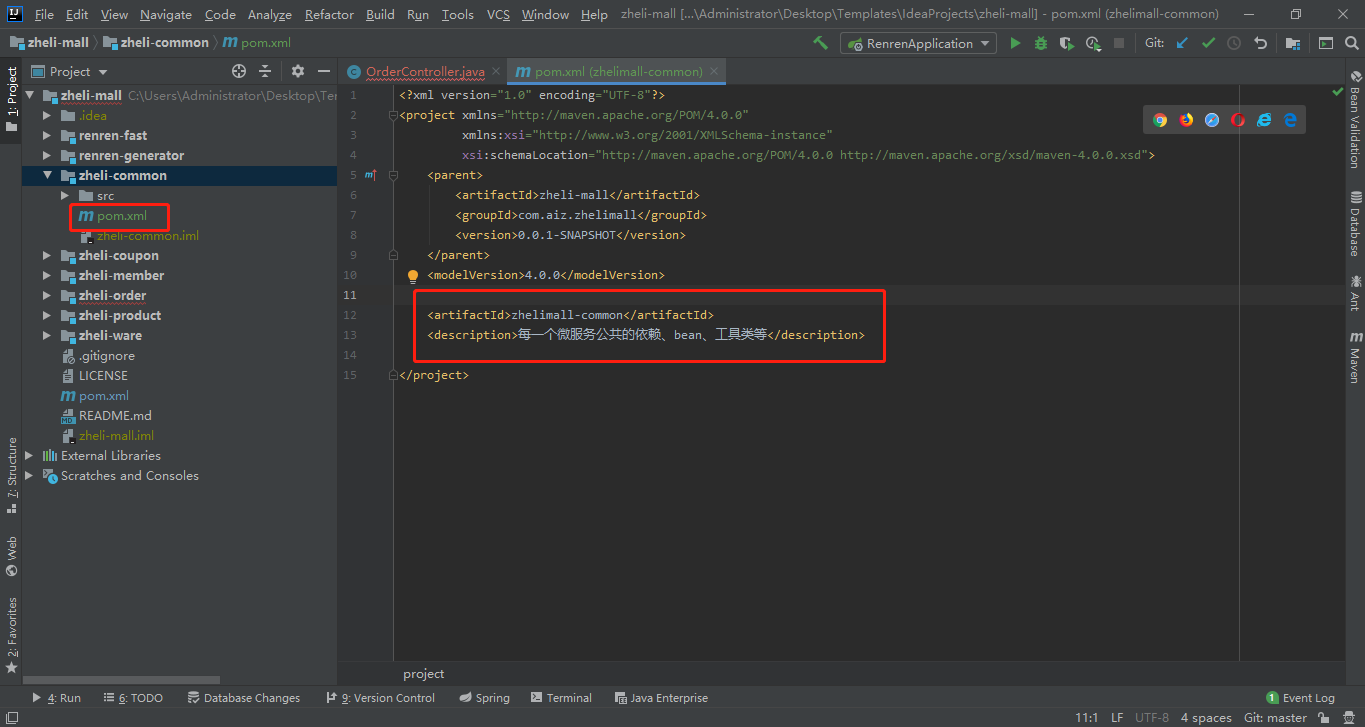 File Edit View Navigate Code Analyze Refactor Build Run Tools VCS Window Help zheli-mall [...\Administrator\Desktop\Templates\IdeaProjects\zheli-mall] - pom.xml (zhelimall-common)
zheli-mall zheli-common pom.xml RenrenApplication Git:
1: Project
Project
OrderController.java pom.xml (zhelimall-common)
zheli-mall C:\Users\Administrator\Desktop\Ter
.idea
renren-fast
renren-generator
zheli-common
src
pom.xml
zheli-common.iml
zheli-coupon
zheli-member
zheli-order
zheli-product
zheli-ware
.gitignore
LICENSE
pom.xml
README.md
zheli-mall.iml
External Libraries
Scratches and Consoles
1 <?xml version="1.0" encoding="UTF-8"?>
2 <project xmlns="http://maven.apache.org/POM/4.0.0"
3 xmlns:xsi="http://www.w3.org/2001/XMLSchema-instance"
4 xsi:schemaLocation="http://maven.apache.org/POM/4.0.0 http://maven.apache.org/xsd/maven-4.0.0.xsd">
5 <parent>
6 <artifactId>zheli-mall</artifactId>
7 <groupId>com.aiz.zhelimall</groupId>
8 <version>0.0.1-SNAPSHOT</version>
9 </parent>
10 <modelVersion>4.0.0</modelVersion>
11
12 <artifactId>zhelimall-common</artifactId>
13 <description>每一个微服务公共的依赖、bean、工具类等</description>
14
15 </project>
Bean Validation
Database
Ant
Maven
7: Structure
Web
2: Favorites
project
4: Run 6: TODO Database Changes 9: Version Control Spring Terminal Java Enterprise 1 Event Log
11:1 LF UTF-8 4 spaces Git: master